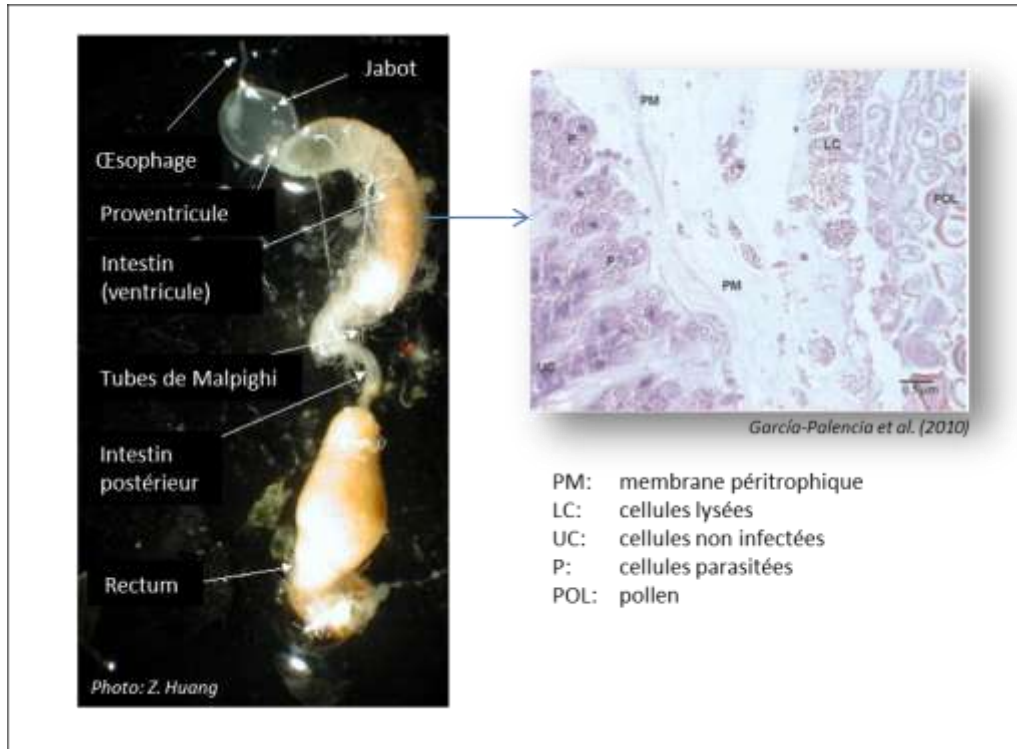 Jabot
Œsophage
Proventricule
Intestin
(ventricule)
Tubes de Malpighi
Intestin
postérieur
Rectum
Photo: Z. Huang
PM
P
LC
POL
P
PM
UC
García-Palencia et al. (2010)
PM: membrane péritrophique
LC: cellules lysées
UC: cellules non infectées
P: cellules parasitées
POL: pollen